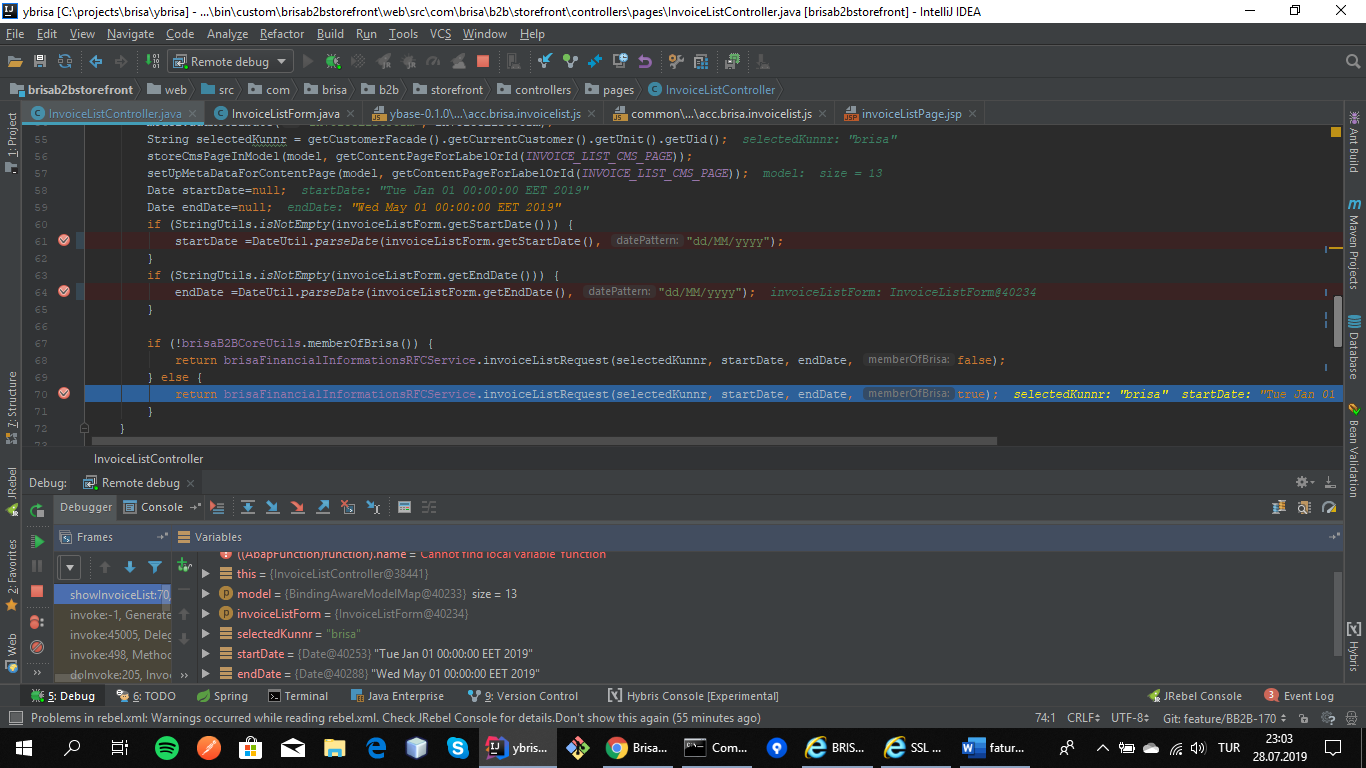 ybrisa [C:\projects\brisa\ybrisa] - ...\bin\custom\brisab2bstorefront\web\src\com\brisa\b2b\storefront\controllers\pages\InvoiceListController.java [brisab2bstorefront] - IntelliJ IDEA
File Edit View Navigate Code Analyze Refactor Build Run Tools VCS Window Help
Remote debug
brisab2bstorefront web src com brisa b2b storefront controllers pages InvoiceListController
InvoiceListController.java InvoiceListForm.java ybase-0.1.0\...\acc.brisa.invoicelist.js common\...\acc.brisa.invoicelist.js invoiceListPage.jsp
55 String selectedKunnr = getCustomerFacade().getCurrentCustomer().getUnit().getUid(); selectedKunnr: "brisa"
56 storeCmsPageInModel(model, getContentPageForLabelOrId(INVOICE_LIST_CMS_PAGE));
57 setUpMetaDataForContentPage(model, getContentPageForLabelOrId(INVOICE_LIST_CMS_PAGE)); model: size = 13
58 Date startDate=null; startDate: "Tue Jan 01 00:00:00 EET 2019"
59 Date endDate=null; endDate: "Wed May 01 00:00:00 EET 2019"
60 if (StringUtils.isNotEmpty(invoiceListForm.getStartDate())) {
61 startDate =DateUtil.parseDate(invoiceListForm.getStartDate(), datePattern: "dd/MM/yyyy");
62 }
63 if (StringUtils.isNotEmpty(invoiceListForm.getEndDate())) {
64 endDate =DateUtil.parseDate(invoiceListForm.getEndDate(), datePattern: "dd/MM/yyyy"); invoiceListForm: InvoiceListForm@40234
65 }
66
67 if (!brisaB2BCoreUtils.memberOfBrisa()) {
68 return brisaFinancialInformationsRFCService.invoiceListRequest(selectedKunnr, startDate, endDate, memberOfBrisa: false);
69 } else {
70 return brisaFinancialInformationsRFCService.invoiceListRequest(selectedKunnr, startDate, endDate, memberOfBrisa: true); selectedKunnr: "brisa" startDate: "Tue Jan 01
71 }
72 }
InvoiceListController
Debug: Remote debug
Debugger Console
Frames Variables
((AbapFunction)function).name = Cannot find local variable 'function'
this = {InvoiceListController@38441}
model = {BindingAwareModelMap@40233} size = 13
invoiceListForm = {InvoiceListForm@40234}
selectedKunnr = "brisa"
startDate = {Date@40253} "Tue Jan 01 00:00:00 EET 2019"
endDate = {Date@40288} "Wed May 01 00:00:00 EET 2019"
showInvoiceList:70,
invoke:-1, Generate
invoke:45005, Deleg
invoke:498, Metho
doInvoke:205, Invo
1: Project
7: Structure
JRebel
2: Favorites
Web
Ant Build
Maven Projects
Database
Bean Validation
Hybris
5: Debug 6: TODO Spring Terminal Java Enterprise 9: Version Control Hybris Console [Experimental] JRebel Console 3 Event Log
Problems in rebel.xml: Warnings occurred while reading rebel.xml. Check JRebel Console for details.Don't show this again (55 minutes ago) 74:1 CRLF UTF-8 Git: feature/BB2B-170
ybris... Brisa... Com... BRIS... SSL ... fatur... TUR 23:03
28.07.2019